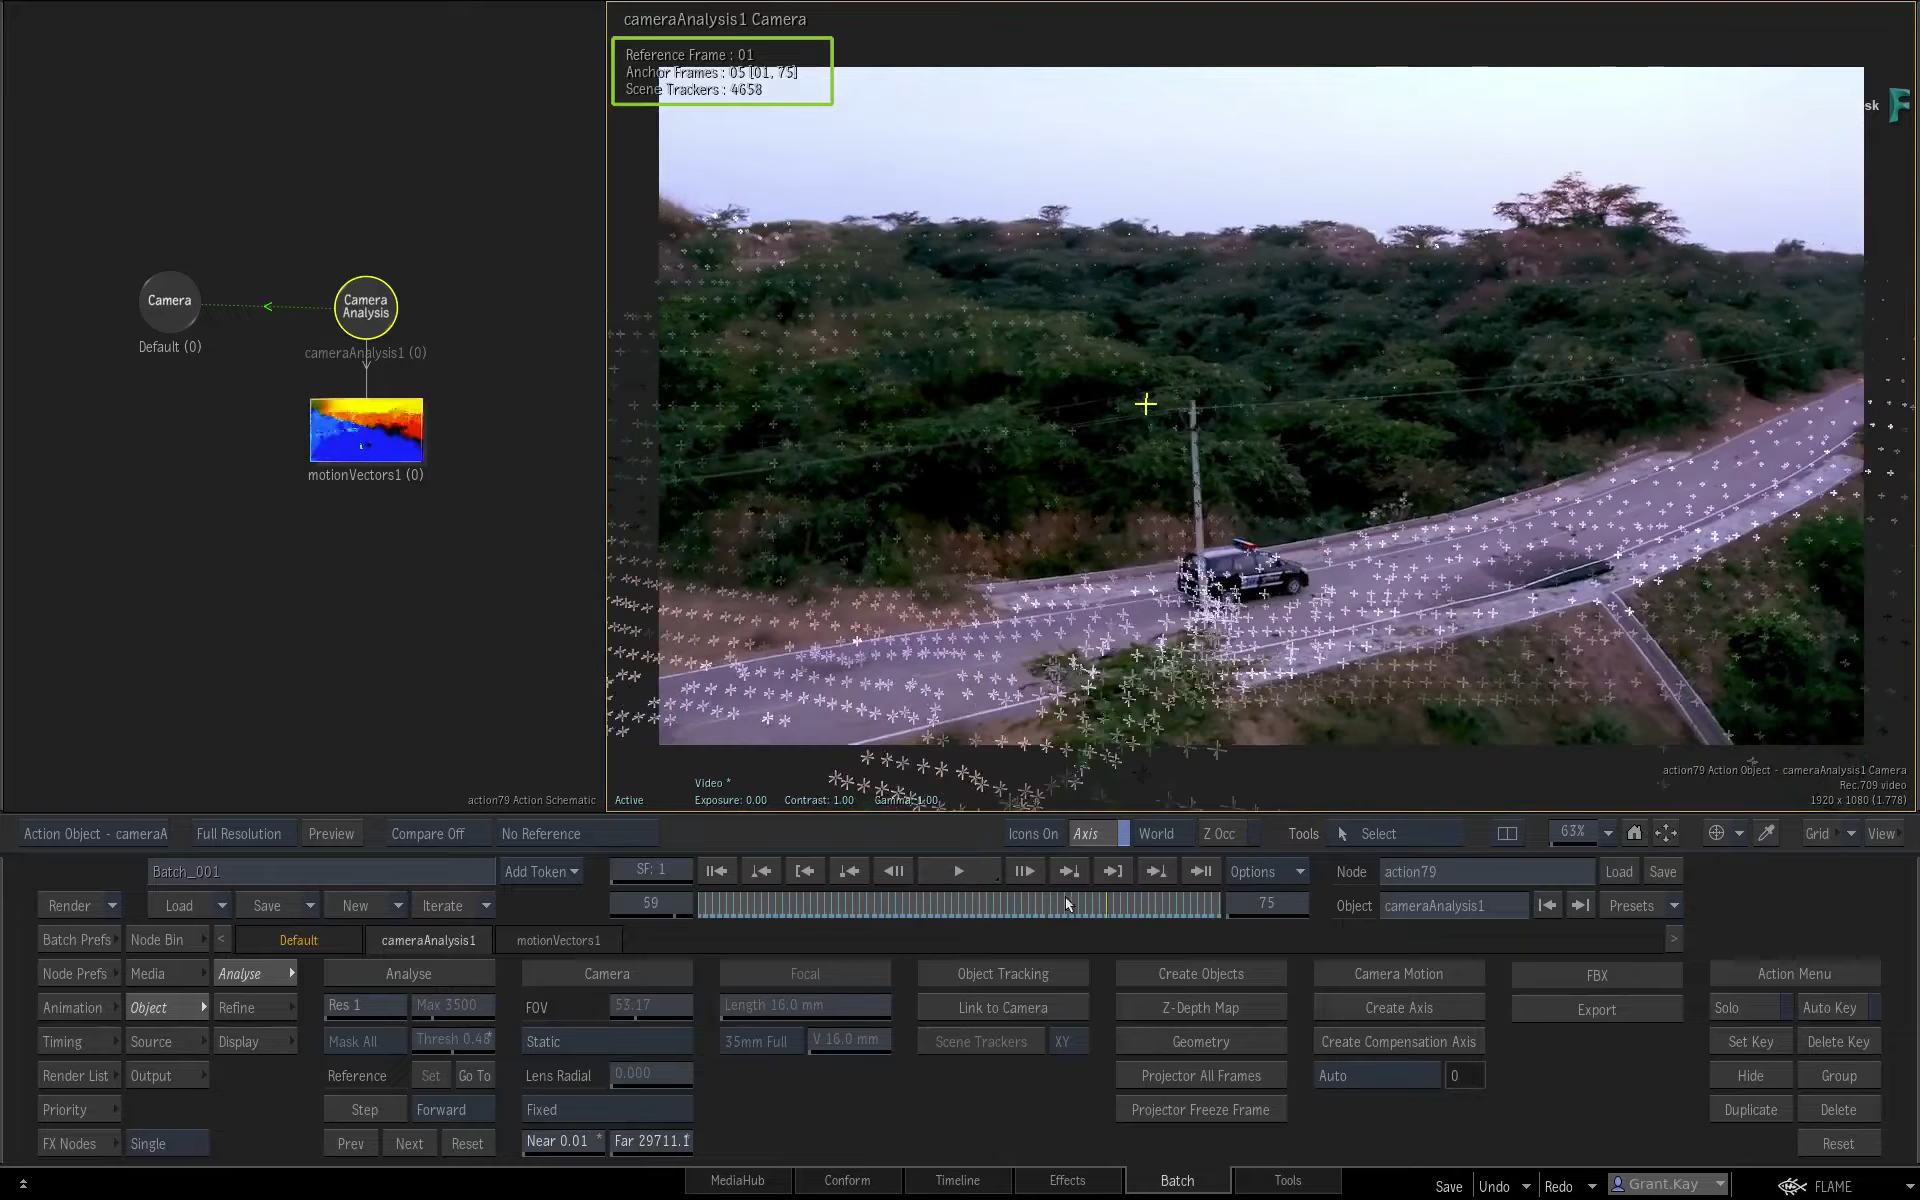 cameraAnalysis1 Camera
Reference Frame : 01
Anchor Frames : 05 [01, 75]
Scene Trackers : 4658
sk
Camera
Camera
Analysis
Default (0)
cameraAnalysis1 (0)
motionVectors1 (0)
action79 Action Schematic
Video *
Active
Exposure: 0.00
Contrast: 1.00
Gamma: 1.00
action79 Action Object - cameraAnalysis1 Camera
Rec.709 video
1920 x 1080 (1.778)
Action Object - cameraA
Full Resolution
Preview
Compare Off
No Reference
Icons On
Axis
World
Z Occ
Tools
Select
63%
Grid
View
Batch_001
Add Token
SF: 1
Options
Node
action79
Load
Save
Render
Load
Save
New
Iterate
59
75
Object
cameraAnalysis1
Presets
Batch Prefs
Node Bin
<
Default
cameraAnalysis1
motionVectors1
>
Node Prefs
Media
Analyse
Analyse
Camera
Focal
Object Tracking
Create Objects
Camera Motion
FBX
Action Menu
Animation
Object
Refine
Res 1
Max 3500
FOV
53.17
Length 16.0 mm
Link to Camera
Z-Depth Map
Create Axis
Export
Solo
Auto Key
Timing
Source
Display
Mask All
Thresh 0.48*
Static
35mm Full
V 16.0 mm
Scene Trackers
XY
Geometry
Create Compensation Axis
Set Key
Delete Key
Render List
Output
Reference
Set
Go To
Lens Radial
0.000
Projector All Frames
Auto
0
Hide
Group
Priority
Step
Forward
Fixed
Projector Freeze Frame
Duplicate
Delete
FX Nodes
Single
Prev
Next
Reset
Near 0.01 *
Far 29711.1
Reset
MediaHub
Conform
Timeline
Effects
Batch
Tools
Save
Undo
Redo
Grant.Kay
FLAME